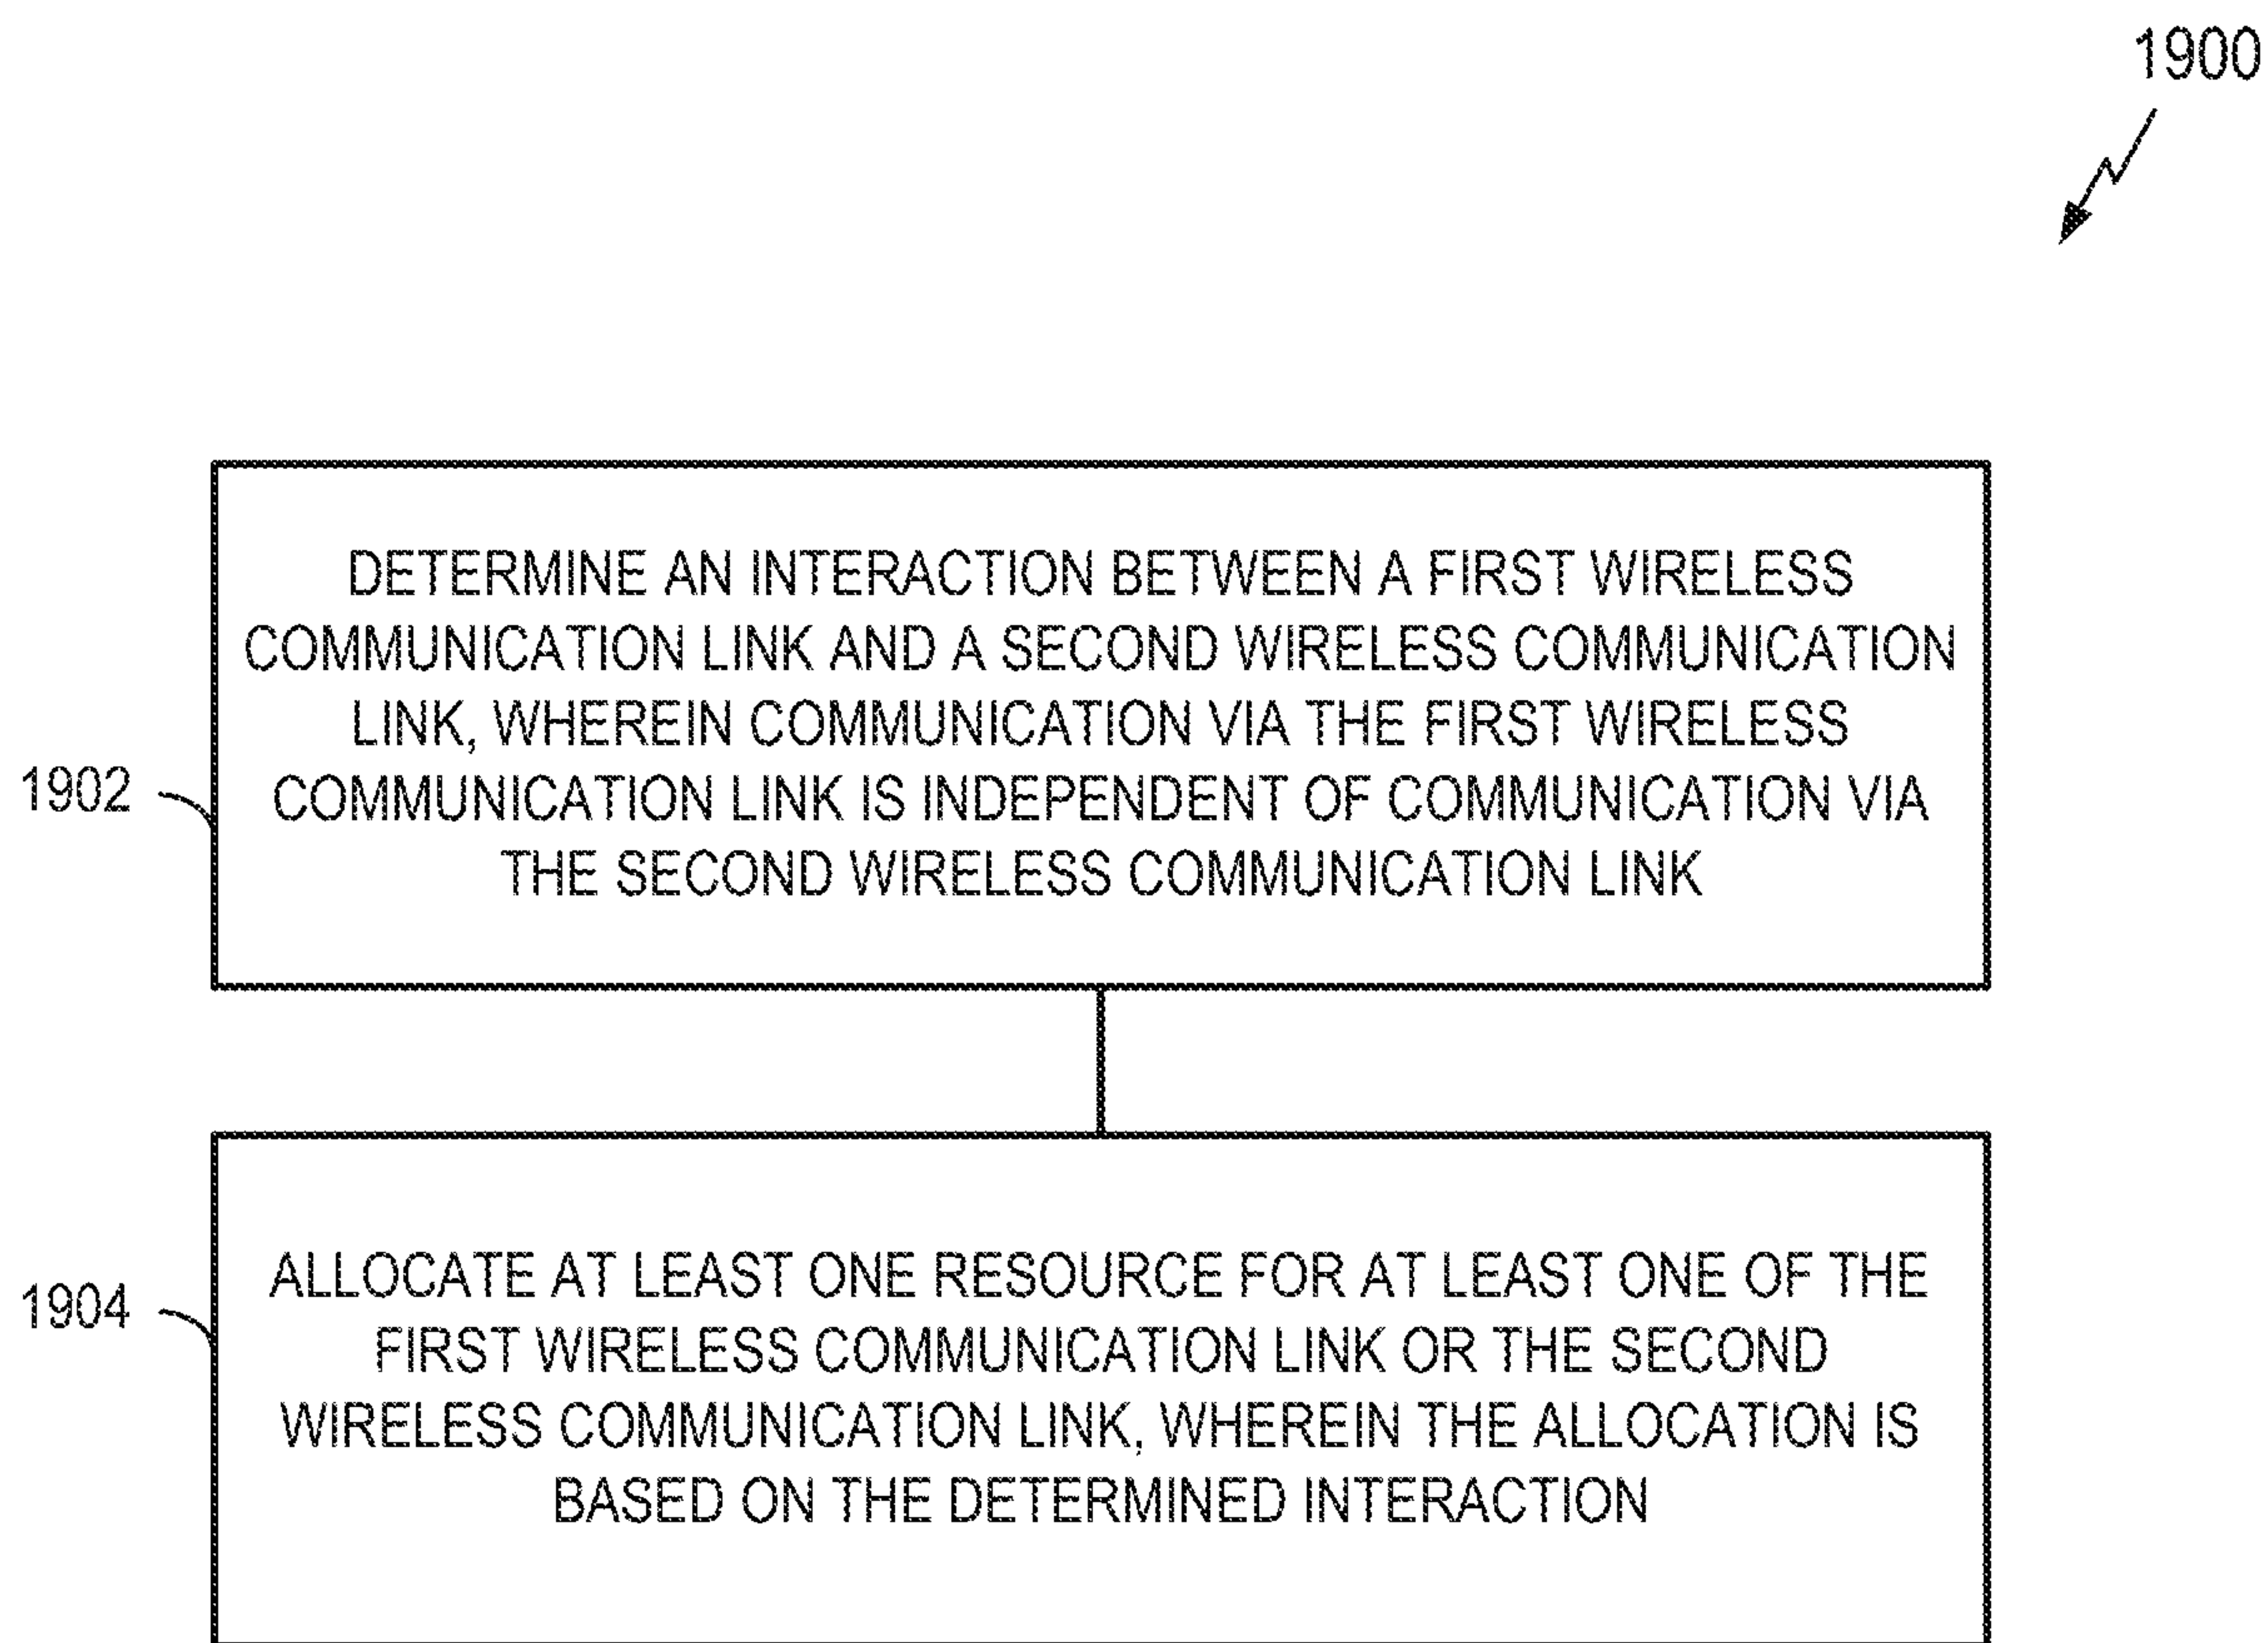 1900
DETERMINE AN INTERACTION BETWEEN A FIRST WIRELESS
COMMUNICATION LINK AND A SECOND WIRELESS COMMUNICATION
LINK, WHEREIN COMMUNICATION VIA THE FIRST WIRELESS
COMMUNICATION LINK IS INDEPENDENT OF COMMUNICATION VIA
THE SECOND WIRELESS COMMUNICATION LINK
1902
ALLOCATE AT LEAST ONE RESOURCE FOR AT LEAST ONE OF THE
FIRST WIRELESS COMMUNICATION LINK OR THE SECOND
WIRELESS COMMUNICATION LINK, WHEREIN THE ALLOCATION IS
BASED ON THE DETERMINED INTERACTION
1904